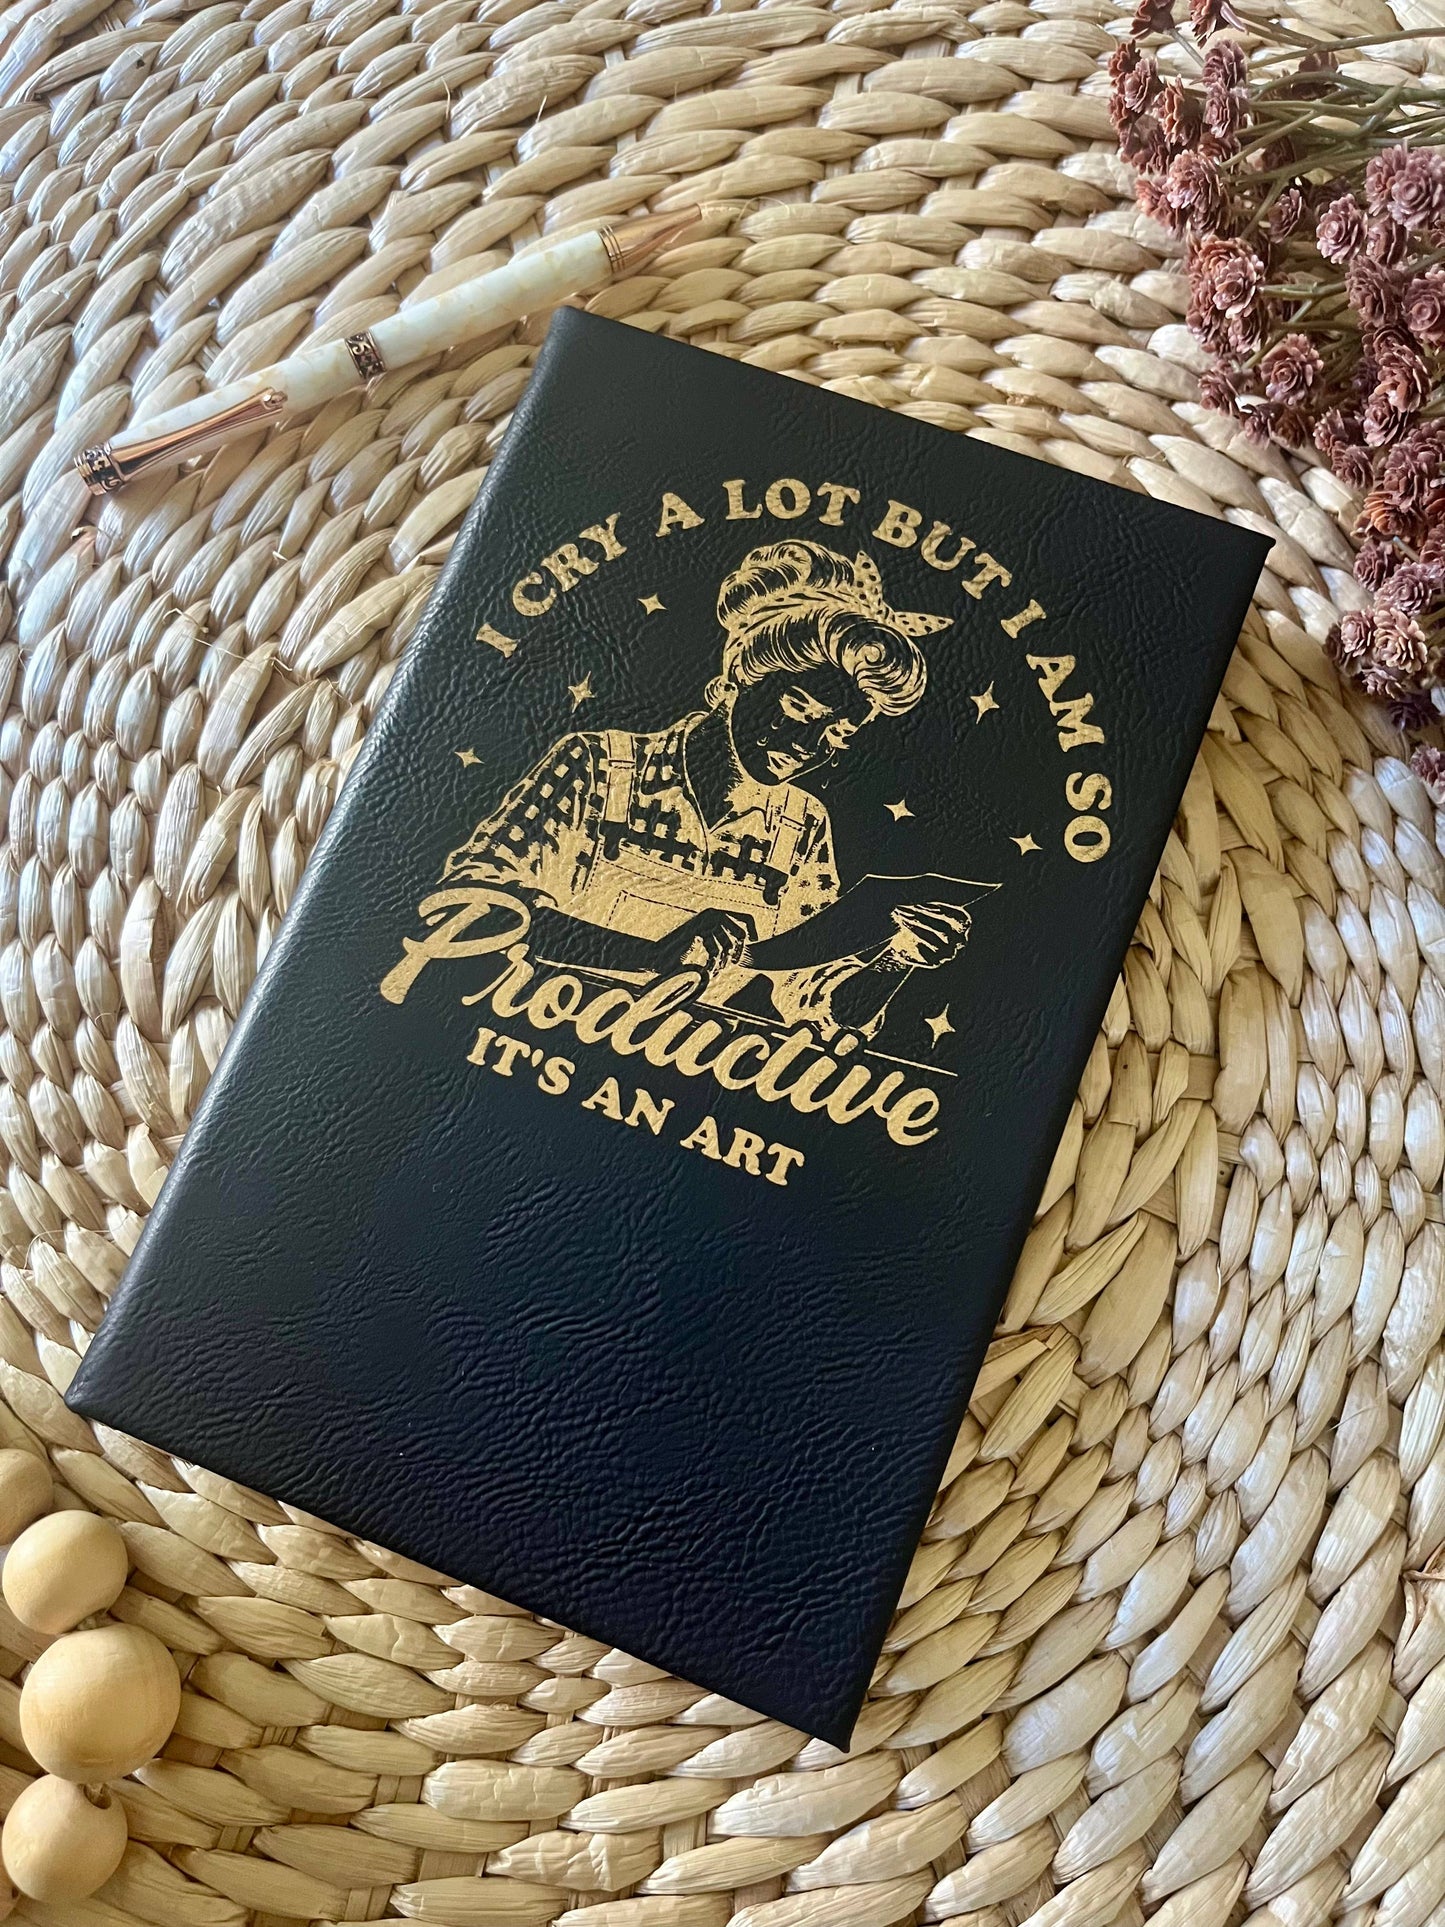 I CRY A LOT BUT I AM SO
Productive
IT'S AN ART